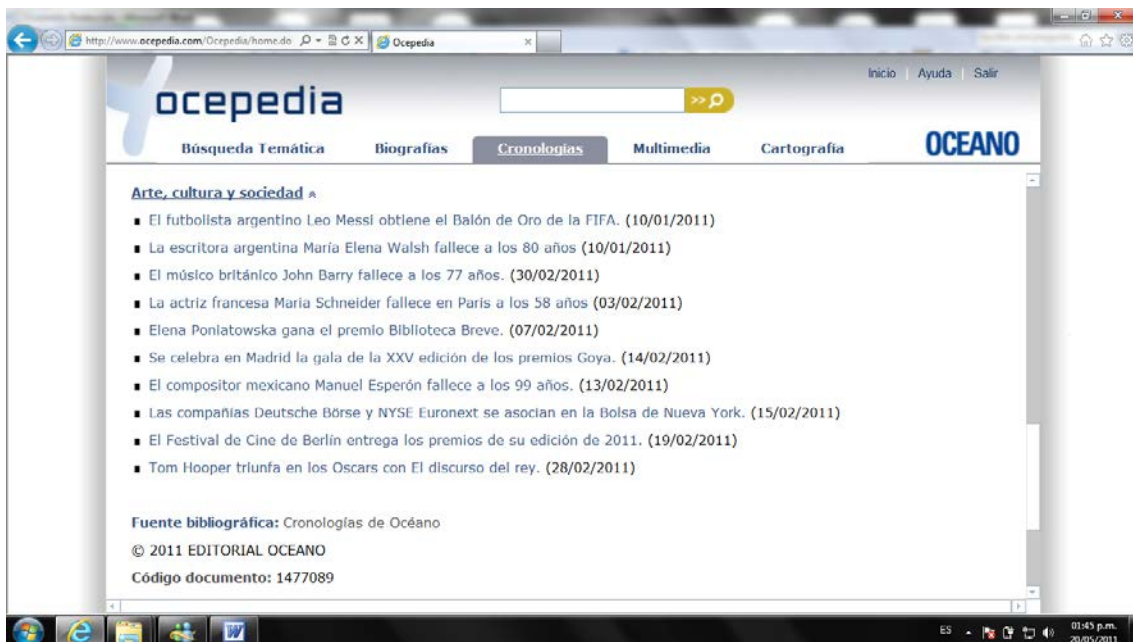 http://www.ocepedia.com/Ocepedia/home.do
Ocepedia
Inicio Ayuda Salir
ocepedia
>>
Búsqueda Temática Biografías Cronologías Multimedia Cartografía OCEANO
Arte, cultura y sociedad
El futbolista argentino Leo Messi obtiene el Balón de Oro de la FIFA. (10/01/2011)
La escritora argentina María Elena Walsh fallece a los 80 años (10/01/2011)
El músico británico John Barry fallece a los 77 años. (30/02/2011)
La actriz francesa Maria Schneider fallece en París a los 58 años (03/02/2011)
Elena Poniatowska gana el premio Biblioteca Breve. (07/02/2011)
Se celebra en Madrid la gala de la XXV edición de los premios Goya. (14/02/2011)
El compositor mexicano Manuel Esperón fallece a los 99 años. (13/02/2011)
Las compañías Deutsche Börse y NYSE Euronext se asocian en la Bolsa de Nueva York. (15/02/2011)
El Festival de Cine de Berlín entrega los premios de su edición de 2011. (19/02/2011)
Tom Hooper triunfa en los Oscars con El discurso del rey. (28/02/2011)
Fuente bibliográfica: Cronologías de Océano
© 2011 EDITORIAL OCEANO
Código documento: 1477089
ES 01:45 p.m.
20/05/2011